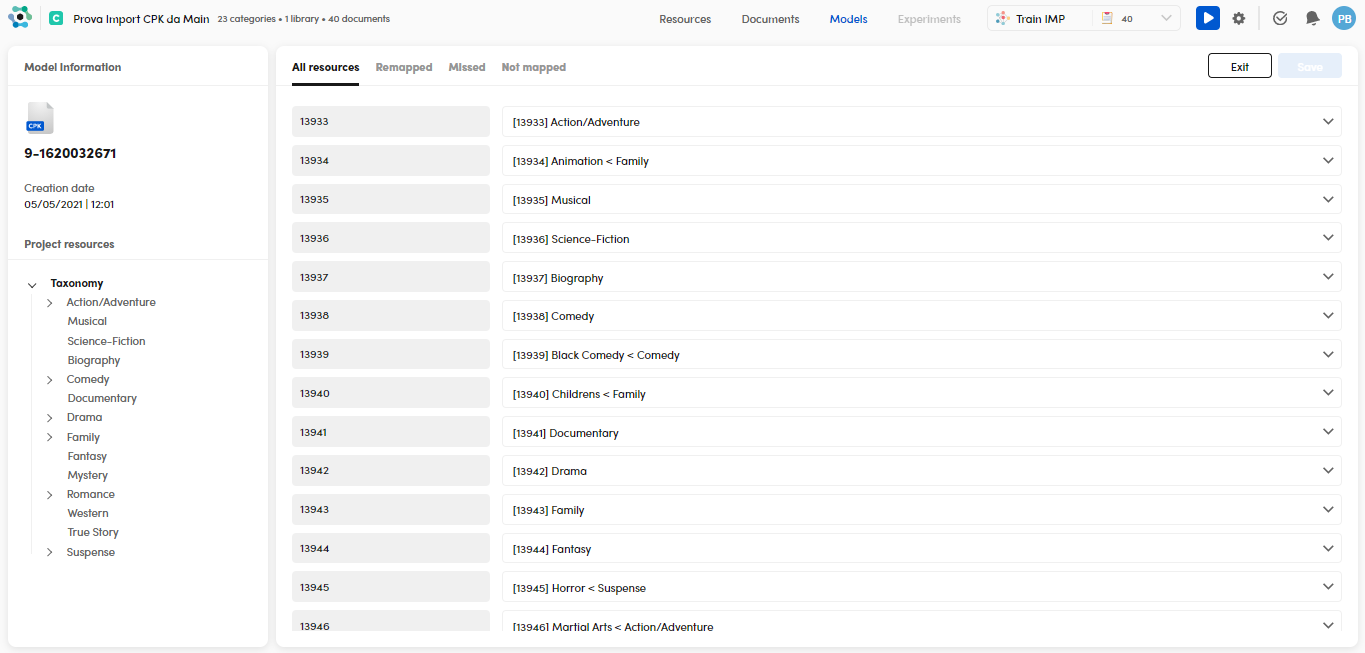 C Prova Import CPK da Main 23 categories • 1 library • 40 documents Resources Documents Models Experiments Train IMP 40 PB
Model Information
CPK
9-1620032671
Creation date
05/05/2021 | 12:01
Project resources
Taxonomy
Action/Adventure
Musical
Science-Fiction
Biography
Comedy
Documentary
Drama
Family
Fantasy
Mystery
Romance
Western
True Story
Suspense
All resources Remapped Missed Not mapped Exit Save
13933 [13933] Action/Adventure
13934 [13934] Animation < Family
13935 [13935] Musical
13936 [13936] Science-Fiction
13937 [13937] Biography
13938 [13938] Comedy
13939 [13939] Black Comedy < Comedy
13940 [13940] Childrens < Family
13941 [13941] Documentary
13942 [13942] Drama
13943 [13943] Family
13944 [13944] Fantasy
13945 [13945] Horror < Suspense
13946 [13946] Martial Arts < Action/Adventure